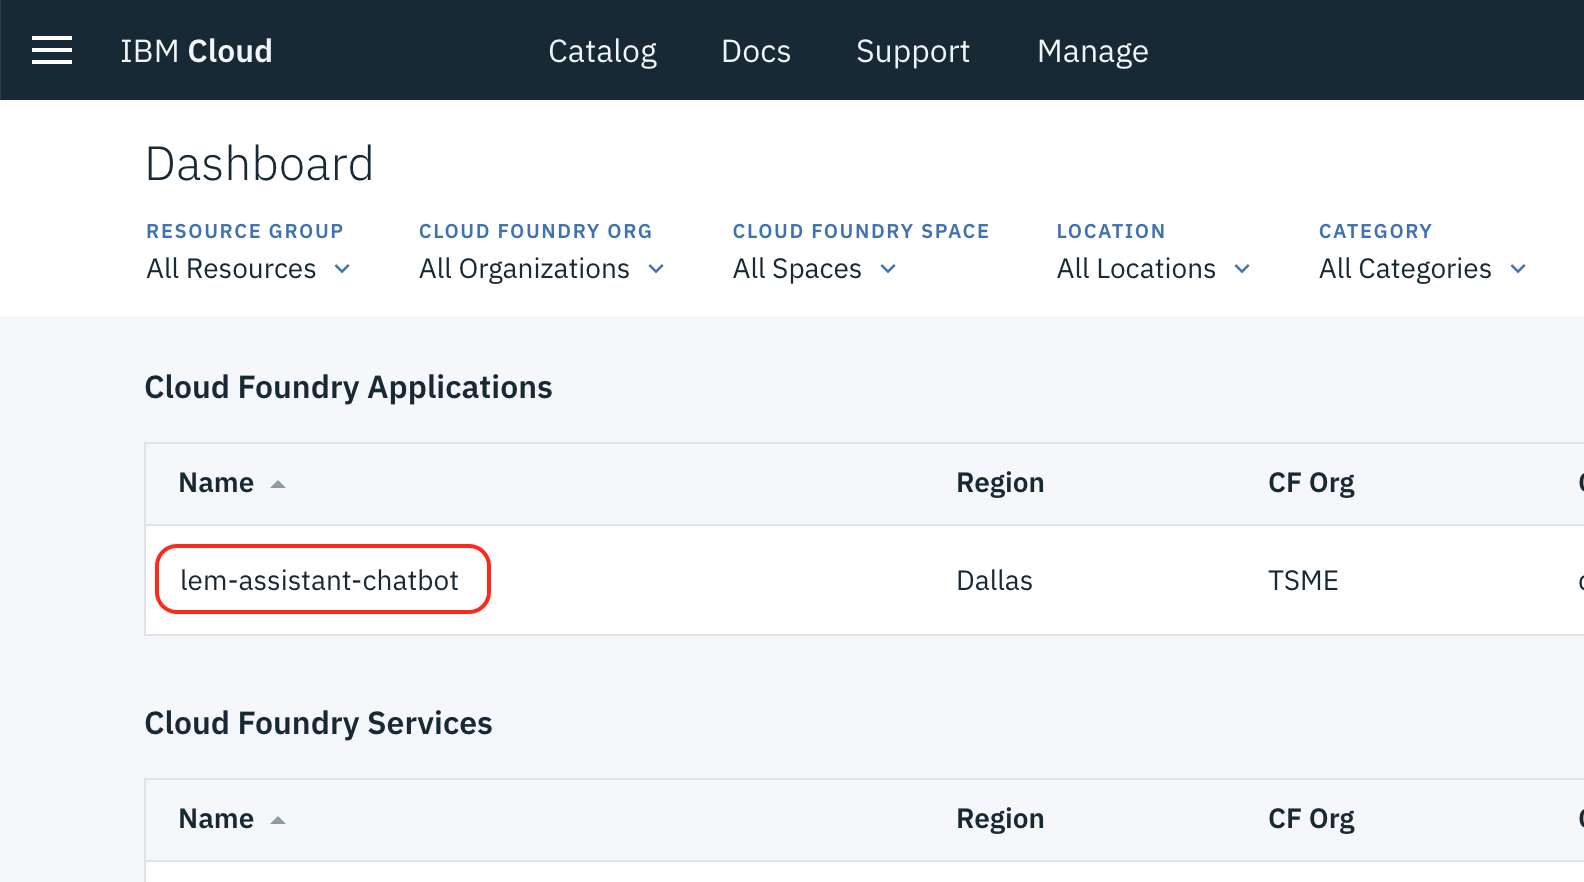 IBM Cloud Catalog Docs Support Manage
Dashboard
RESOURCE GROUP CLOUD FOUNDRY ORG CLOUD FOUNDRY SPACE LOCATION CATEGORY
All Resources All Organizations All Spaces All Locations All Categories
Cloud Foundry Applications
Name Region CF Org
lem-assistant-chatbot Dallas TSME
Cloud Foundry Services
Name Region CF Org